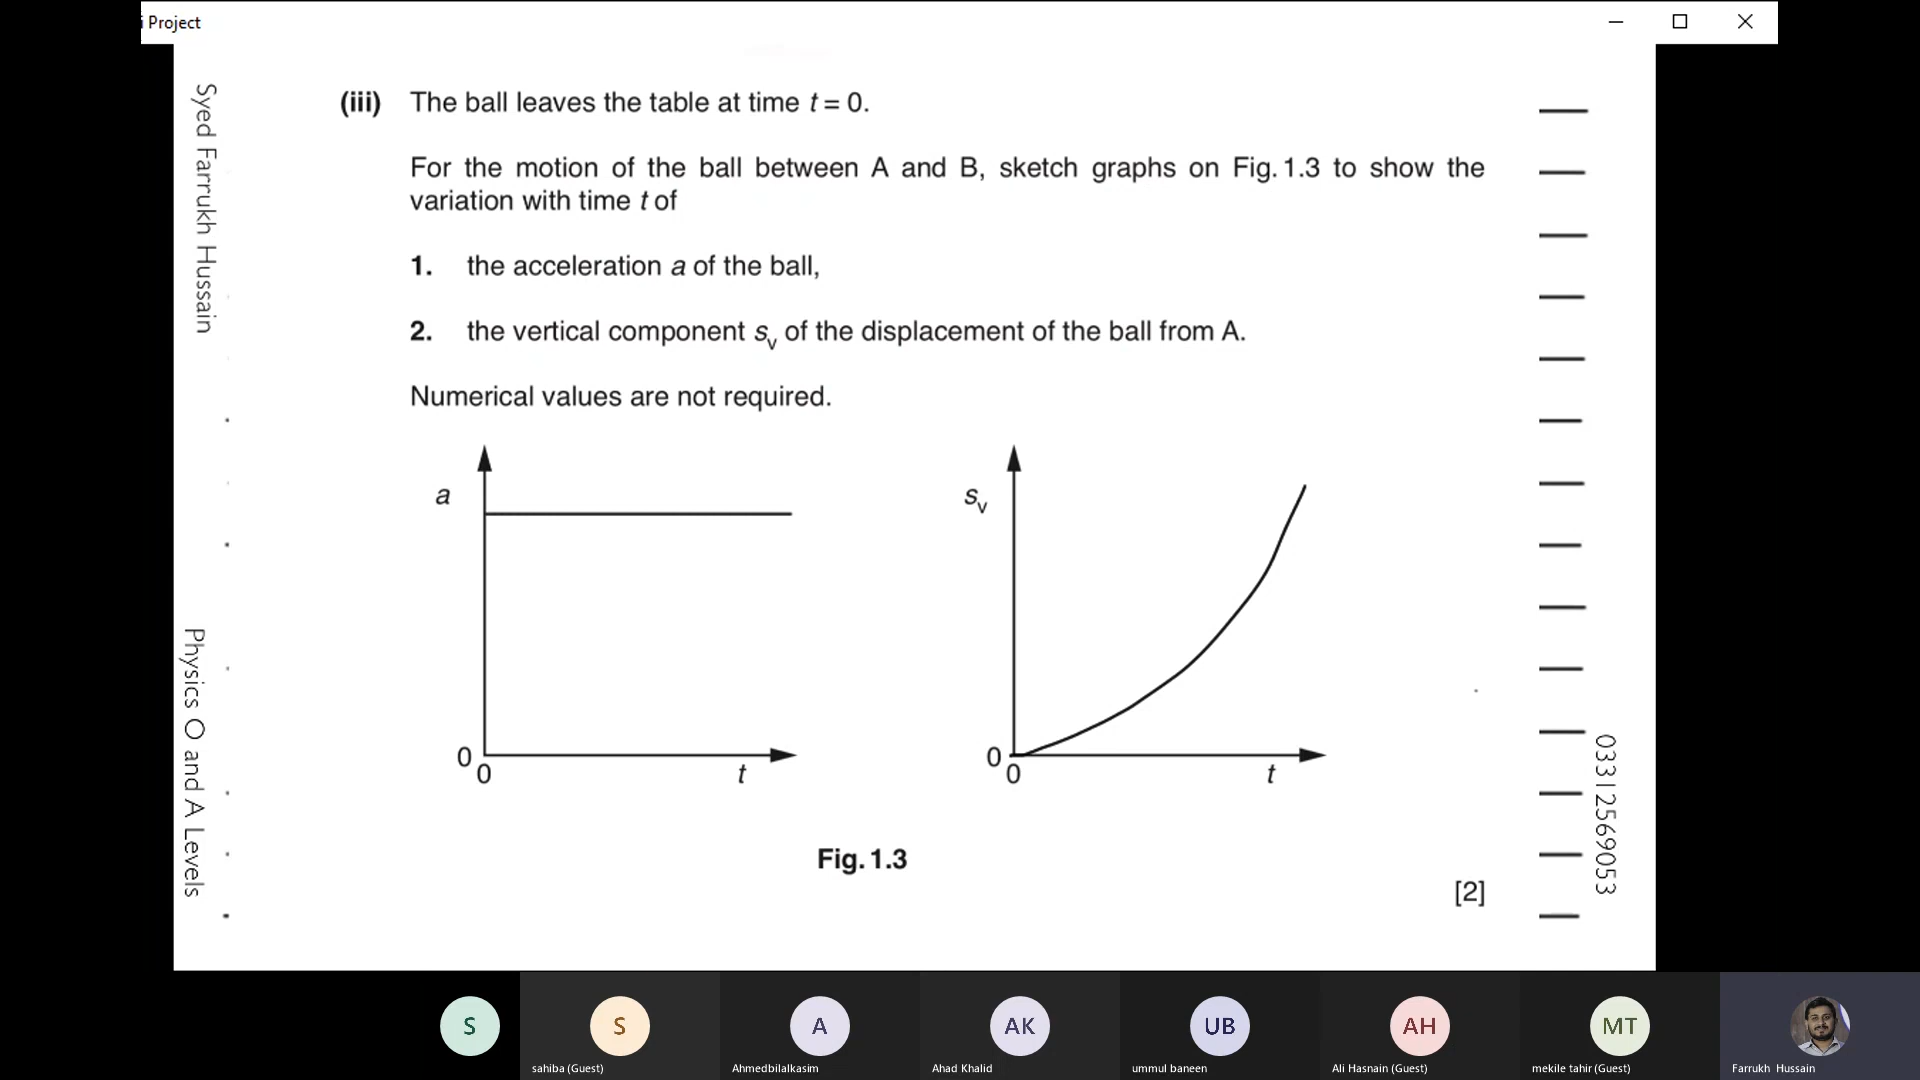 i Project
Syed Farrukh Hussain
Physics O and A Levels
(iii) The ball leaves the table at time t = 0.
For the motion of the ball between A and B, sketch graphs on Fig. 1.3 to show the
variation with time t of
1. the acceleration a of the ball,
2. the vertical component sv of the displacement of the ball from A.
Numerical values are not required.
a
0
0
t
sv
0
0
t
Fig. 1.3
[2]
03312569053
S
S
A
AK
UB
AH
MT
sahiba (Guest)
Ahmedbilalkasim
Ahad Khalid
ummul baneen
Ali Hasnain (Guest)
mekile tahir (Guest)
Farrukh Hussain